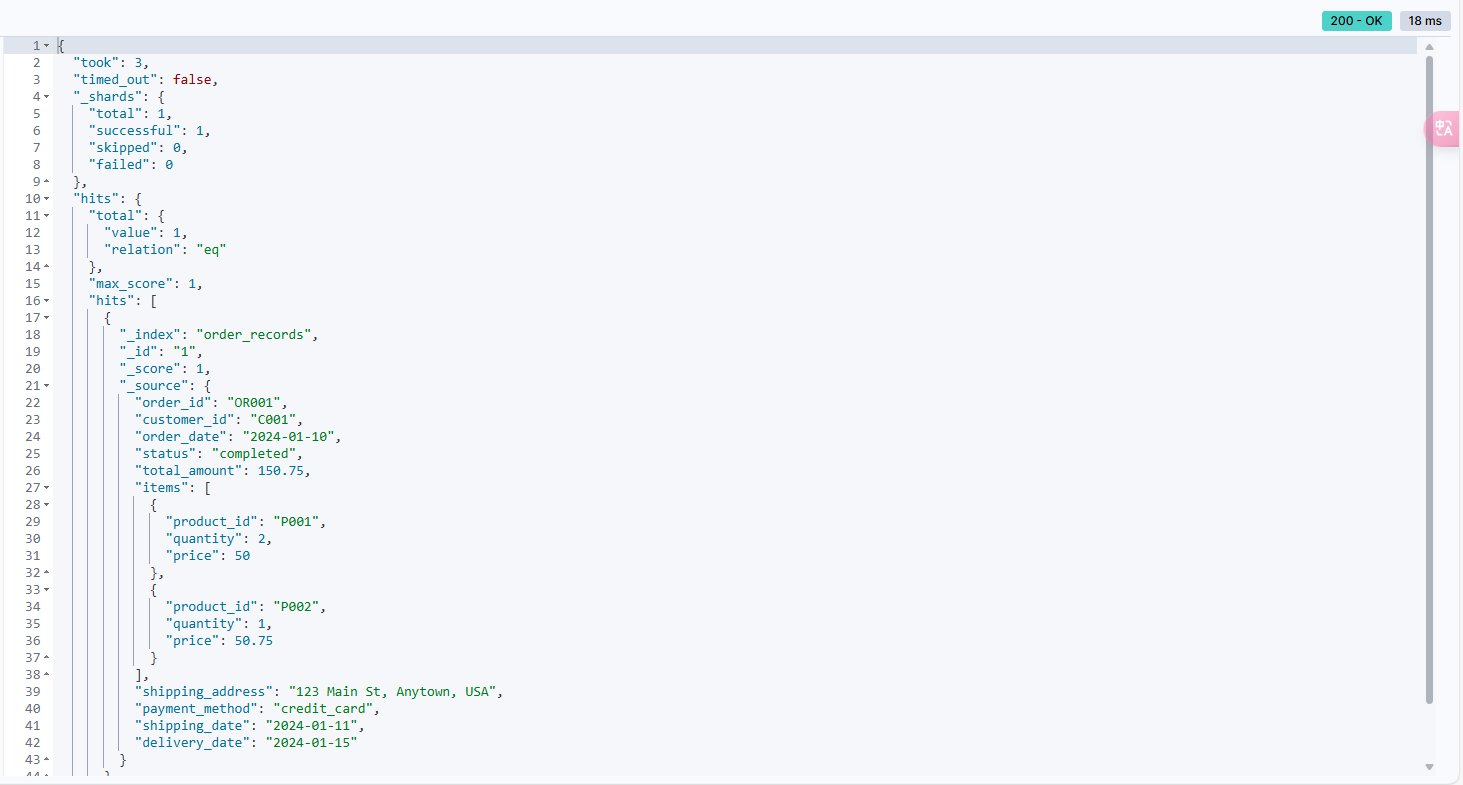 200 - OK 18 ms
1 {
2 "took": 3,
3 "timed_out": false,
4 "_shards": {
5 "total": 1,
6 "successful": 1,
7 "skipped": 0,
8 "failed": 0
9 },
10 "hits": {
11 "total": {
12 "value": 1,
13 "relation": "eq"
14 },
15 "max_score": 1,
16 "hits": [
17 {
18 "_index": "order_records",
19 "_id": "1",
20 "_score": 1,
21 "_source": {
22 "order_id": "OR001",
23 "customer_id": "C001",
24 "order_date": "2024-01-10",
25 "status": "completed",
26 "total_amount": 150.75,
27 "items": [
28 {
29 "product_id": "P001",
30 "quantity": 2,
31 "price": 50
32 },
33 {
34 "product_id": "P002",
35 "quantity": 1,
36 "price": 50.75
37 }
38 ],
39 "shipping_address": "123 Main St, Anytown, USA",
40 "payment_method": "credit_card",
41 "shipping_date": "2024-01-11",
42 "delivery_date": "2024-01-15"
43 }
44 }
中A